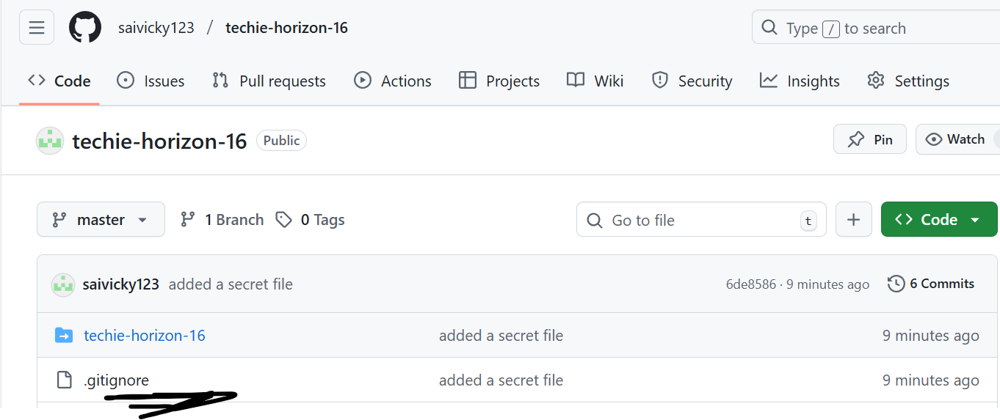 saivicky123 / techie-horizon-16
Type / to search
Code Issues Pull requests Actions Projects Wiki Security Insights Settings
techie-horizon-16 Public
Pin Watch
master 1 Branch 0 Tags
Go to file t + Code
saivicky123 added a secret file 6de8586 · 9 minutes ago 6 Commits
techie-horizon-16 added a secret file 9 minutes ago
.gitignore added a secret file 9 minutes ago